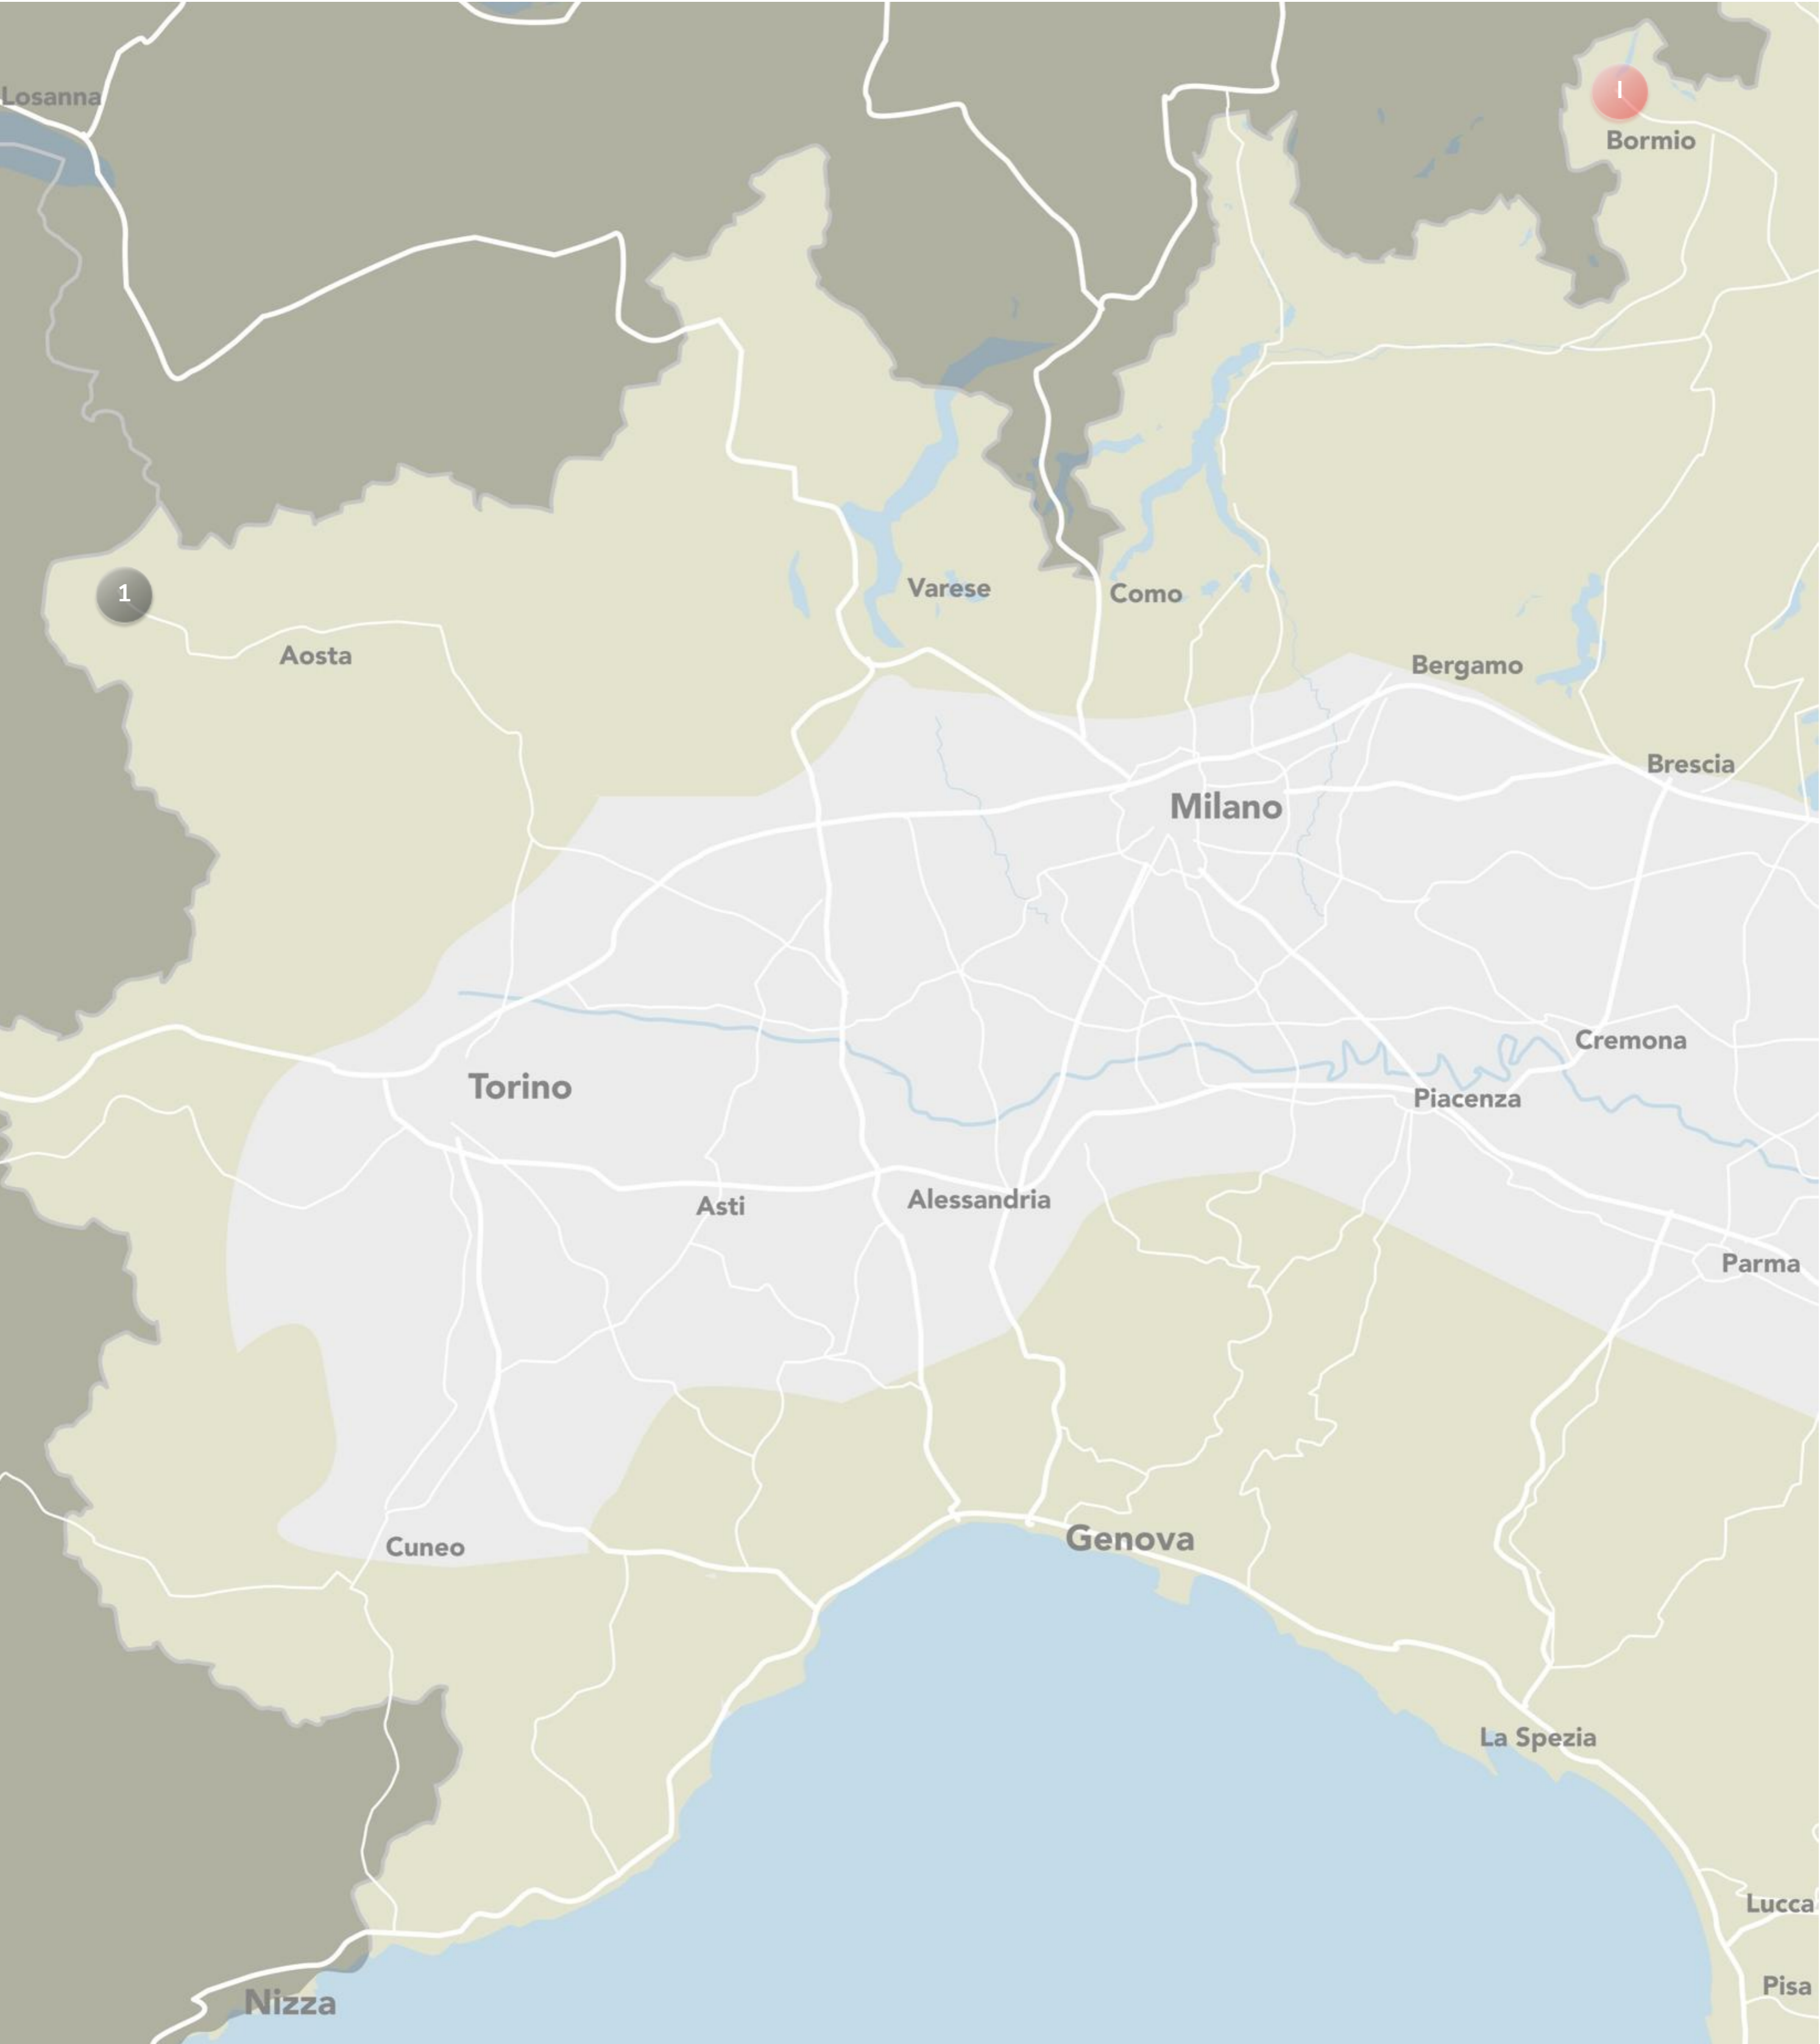 Losanna
I
Bormio
1
Aosta
Varese
Como
Bergamo
Brescia
Milano
Cremona
Piacenza
Torino
Asti
Alessandria
Parma
Cuneo
Genova
La Spezia
Lucca
Pisa
Nizza